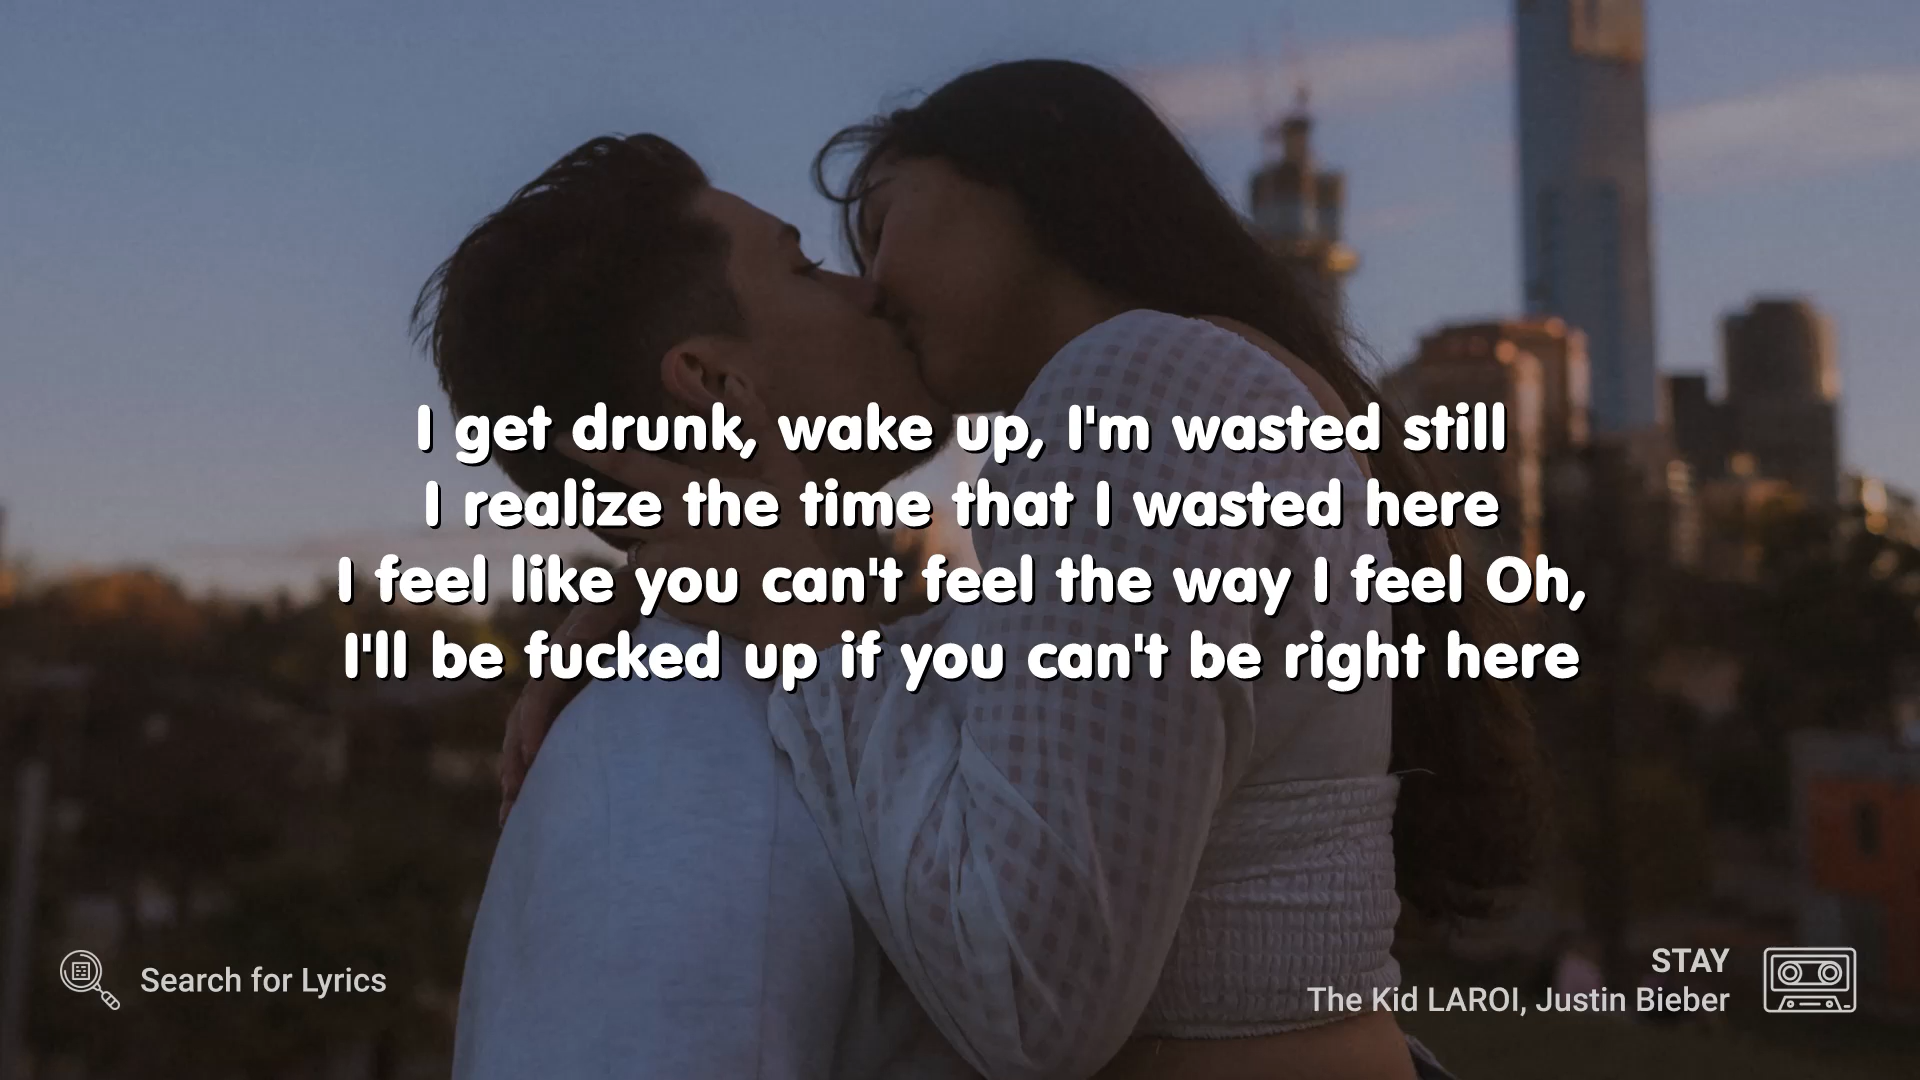 I get drunk, wake up, I'm wasted still
I realize the time that I wasted here
I feel like you can't feel the way I feel Oh,
I'll be fucked up if you can't be right here
Search for Lyrics
STAY
The Kid LAROI, Justin Bieber